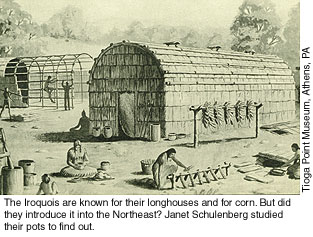 Tioga Point Museum, Athens, PA
The Iroquois are known for their longhouses and for corn. But did
they introduce it into the Northeast? Janet Schulenberg studied
their pots to find out.